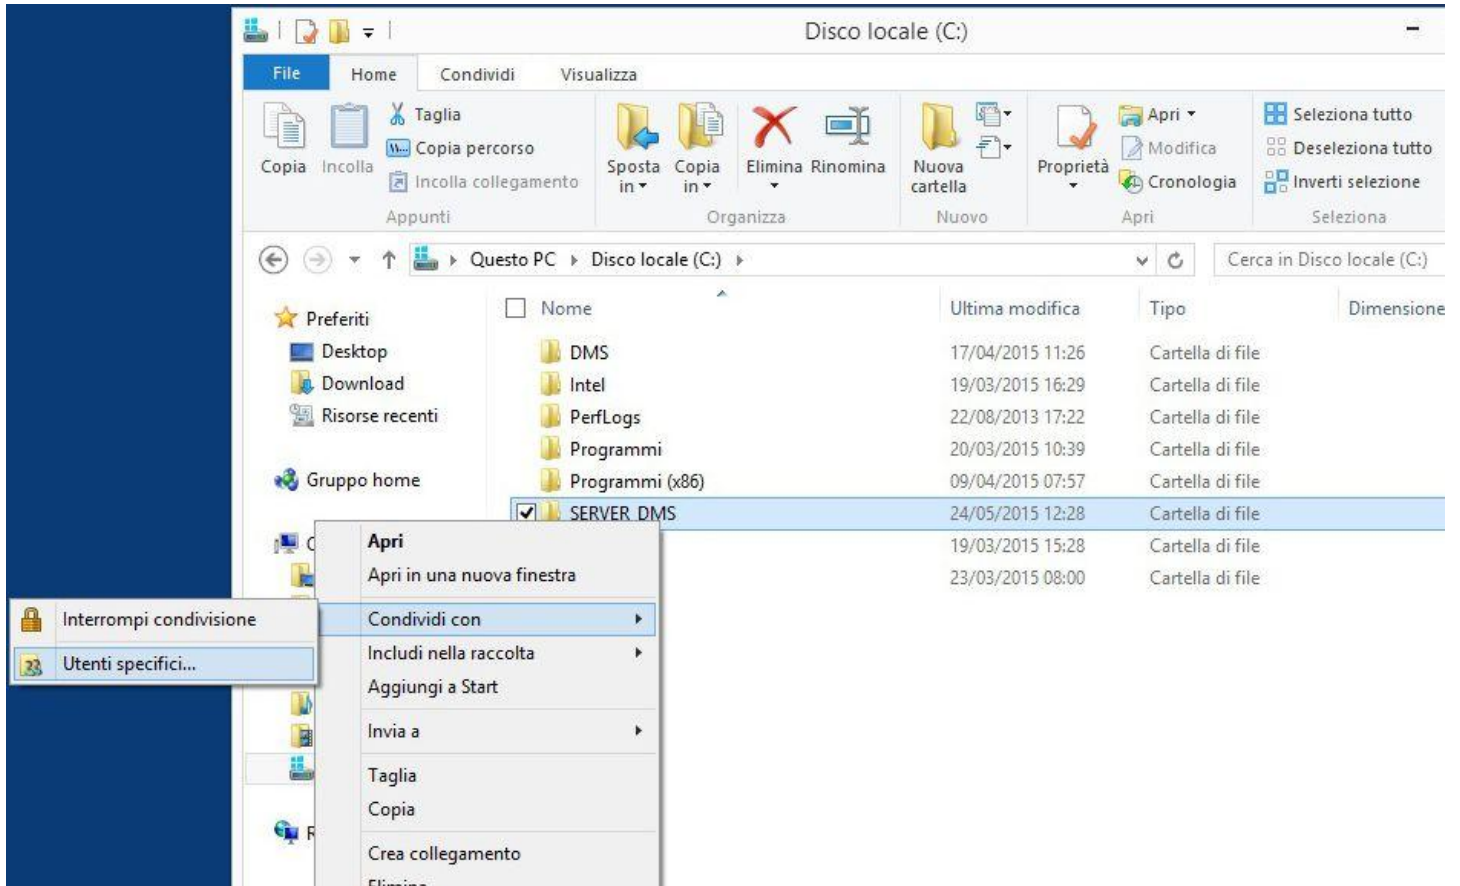 Disco locale (C:)
File Home Condividi Visualizza
Copia
Incolla
Taglia
Copia percorso
Incolla collegamento
Appunti
Sposta in
Copia in
Elimina
Rinomina
Organizza
Nuova cartella
Nuovo
Proprietà
Apri
Modifica
Cronologia
Apri
Seleziona tutto
Deseleziona tutto
Inverti selezione
Seleziona
Questo PC Disco locale (C:)
Cerca in Disco locale (C:)
Preferiti
Desktop
Download
Risorse recenti
Gruppo home
Nome Ultima modifica Tipo Dimensione
DMS 17/04/2015 11:26 Cartella di file
Intel 19/03/2015 16:29 Cartella di file
PerfLogs 22/08/2013 17:22 Cartella di file
Programmi 20/03/2015 10:39 Cartella di file
Programmi (x86) 09/04/2015 07:57 Cartella di file
SERVER_DMS 24/05/2015 12:28 Cartella di file
19/03/2015 15:28 Cartella di file
23/03/2015 08:00 Cartella di file
Apri
Apri in una nuova finestra
Condividi con
Includi nella raccolta
Aggiungi a Start
Invia a
Taglia
Copia
Crea collegamento
Elimina
Interrompi condivisione
Utenti specifici...